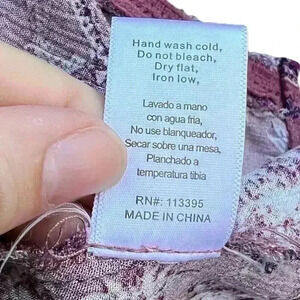 Hand wash cold,
Do not bleach,
Dry flat,
Iron low,
Lavado a mano
con agua fria,
No use blanqueador,
Secar sobre una mesa,
Planchado a
temperatura tibia
RN#: 113395
MADE IN CHINA